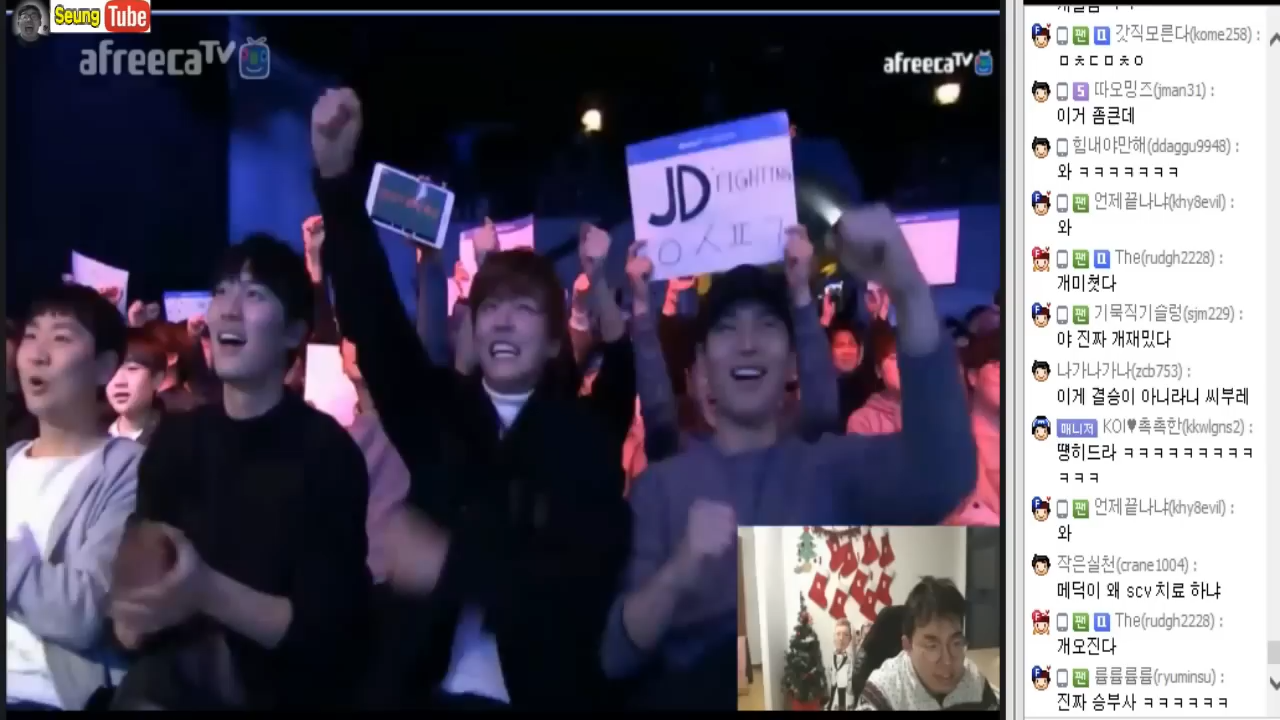 Seung Tube
afreecaTV
afreecaTV
JD FIGHTING
개미쳤다
갓직모른다(kome258) :
ㅁㅊㄷㅁㅊㅇ
따오밍즈(jman31) :
이거 좀큰데
힘내야만해(ddaggu9948) :
와 ㅋㅋㅋㅋㅋㅋㅋ
언제끝나냐(khy8evil) :
와
The(rudgh2228) :
개미첫다
기묵직기슬렁(sjm229) :
야 진짜 개재밌다
나가나가나(zcb753) :
이게 결승이 아니라니 씨부레
매니저 KOI♥촉촉한(kkwlgns2) :
땡히드라 ㅋㅋㅋㅋㅋㅋㅋㅋㅋ
ㅋㅋㅋ
언제끝나냐(khy8evil) :
와
작은실천(crane1004) :
메덕이 왜 scv 치료 하냐
The(rudgh2228) :
개오진다
륨륨륨륨(ryuminsu) :
진짜 승부사 ㅋㅋㅋㅋㅋㅋ